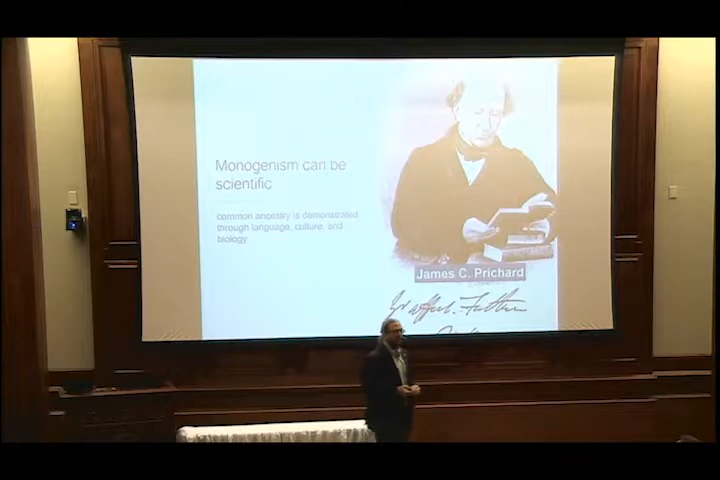 Monogenism can be
scientific
common ancestry is demonstrated
through language, culture, and
biology
James C. Prichard